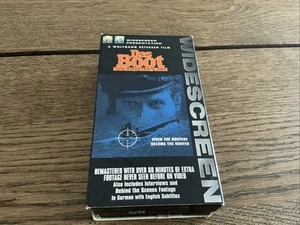 WIDESCREEN
PRESENTATION
A WOLFGANG PETERSEN FILM
Das
Boot
WHEN THE HUNTERS
BECOME THE HUNTED
WIDESCREEN
REMASTERED WITH OVER 60 MINUTES OF EXTRA
FOOTAGE NEVER SEEN BEFORE ON VIDEO
Also Includes Interviews and
Behind the Scenes Footage
In German with English Subtitles